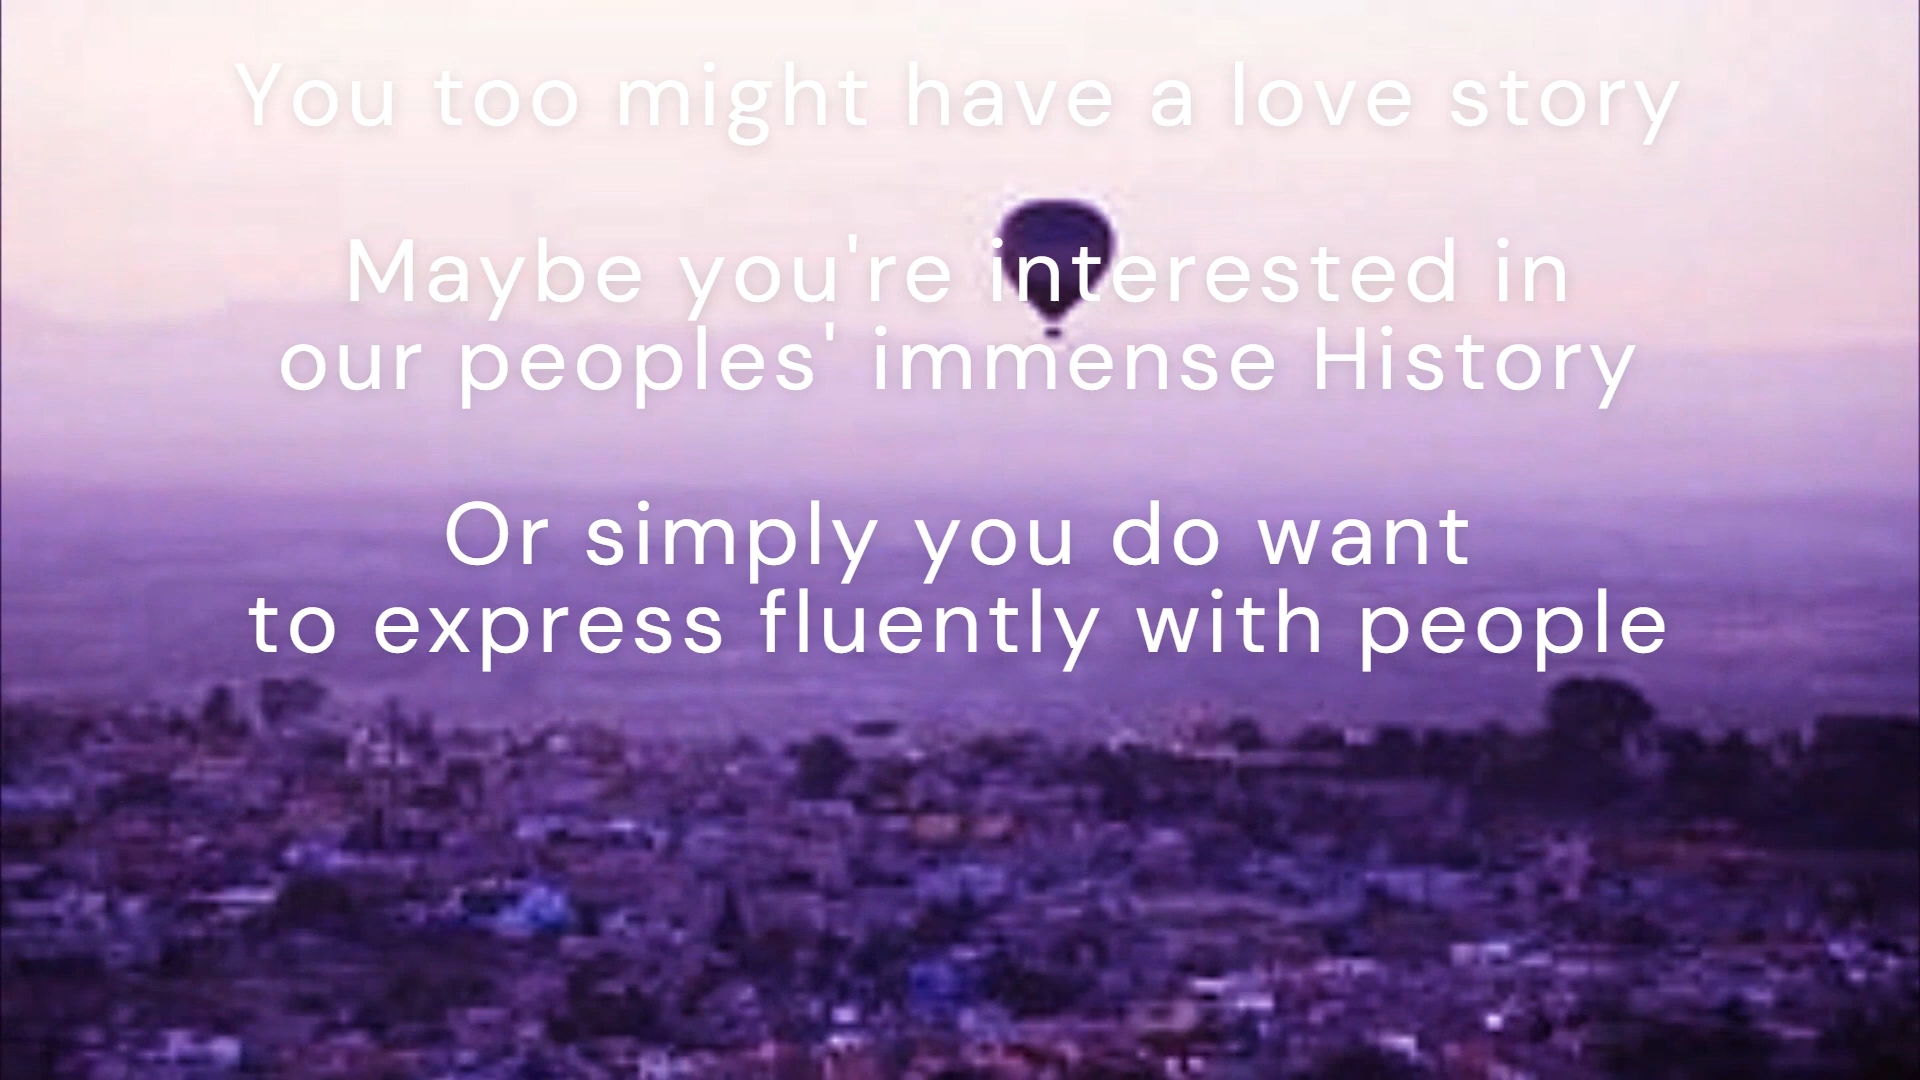 You too might have a love story
Maybe you're interested in
our peoples' immense History
Or simply you do want
to express fluently with people